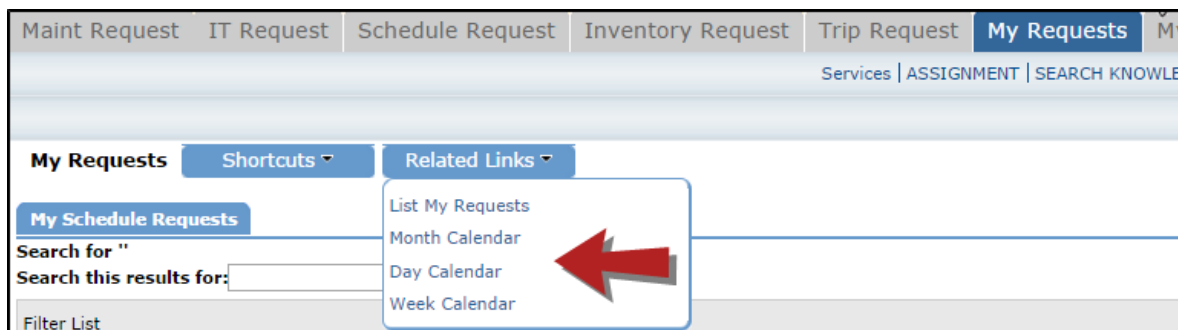 Maint Request IT Request Schedule Request Inventory Request Trip Request My Requests My
Services | ASSIGNMENT | SEARCH KNOWLE
My Requests Shortcuts Related Links
List My Requests
Month Calendar
Day Calendar
Week Calendar
My Schedule Requests
Search for "
Search this results for:
Filter List